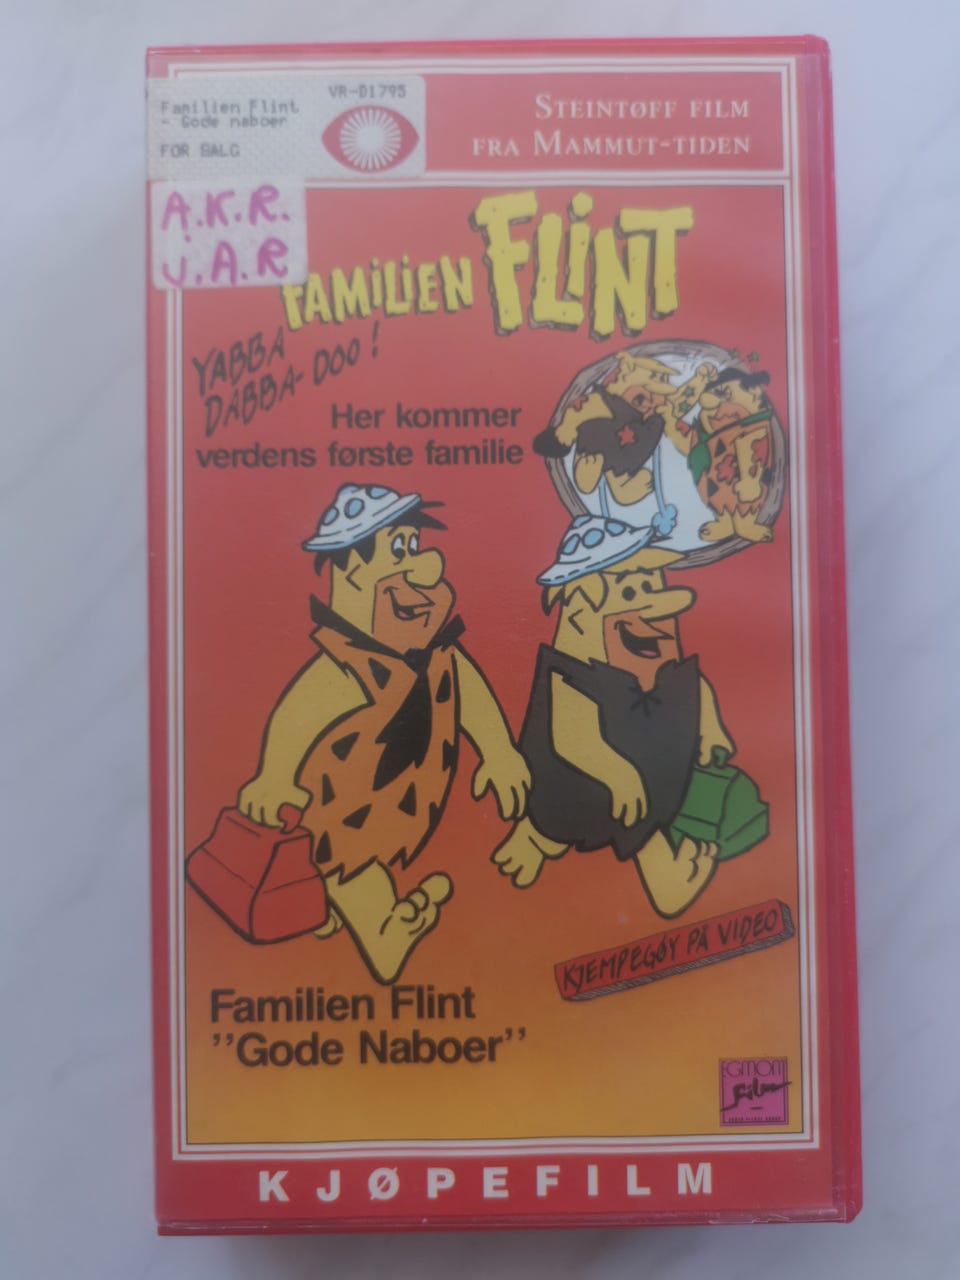 VR-D1795
Familien Flint
- Gode naboer
FOR SALG
STEINTØFF FILM
FRA MAMMUT-TIDEN
A.K.R.
J.A.R
FAMILIEN FLINT
YABBA
DABBA-DOO!
Her kommer
verdens første familie
KJEMPEGØY PÅ VIDEO
Familien Flint
"Gode Naboer"
EGMONT
Film
KJØPEFILM